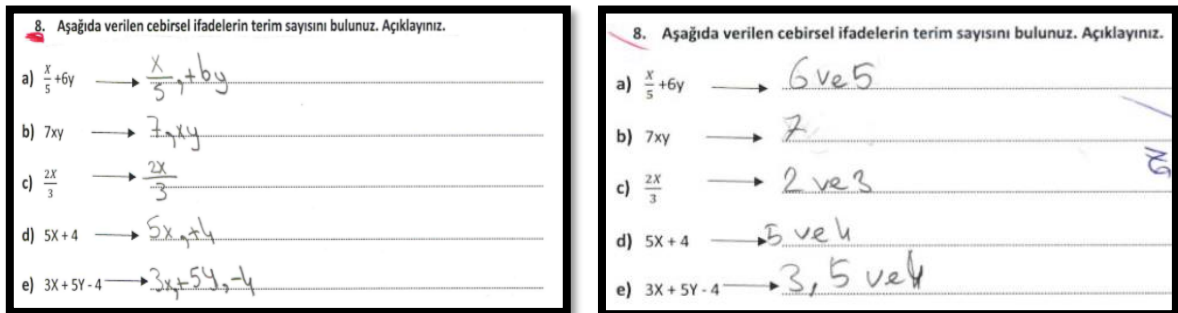 8. Aşağıda verilen cebirsel ifadelerin terim sayısını bulunuz. Açıklayınız.
a) x/5 +6y → x/5, +6y
b) 7xy → 7, xy
c) 2X/3 → 2x/3
d) 5X + 4 → 5x, +4
e) 3X + 5Y - 4 → 3x, +5y, -4
8. Aşağıda verilen cebirsel ifadelerin terim sayısını bulunuz. Açıklayınız.
a) x/5 +6y → 6 ve 5
b) 7xy → 7
c) 2X/3 → 2 ve 3
d) 5X + 4 → 5 ve 4
e) 3X + 5Y - 4 → 3, 5 ve 4